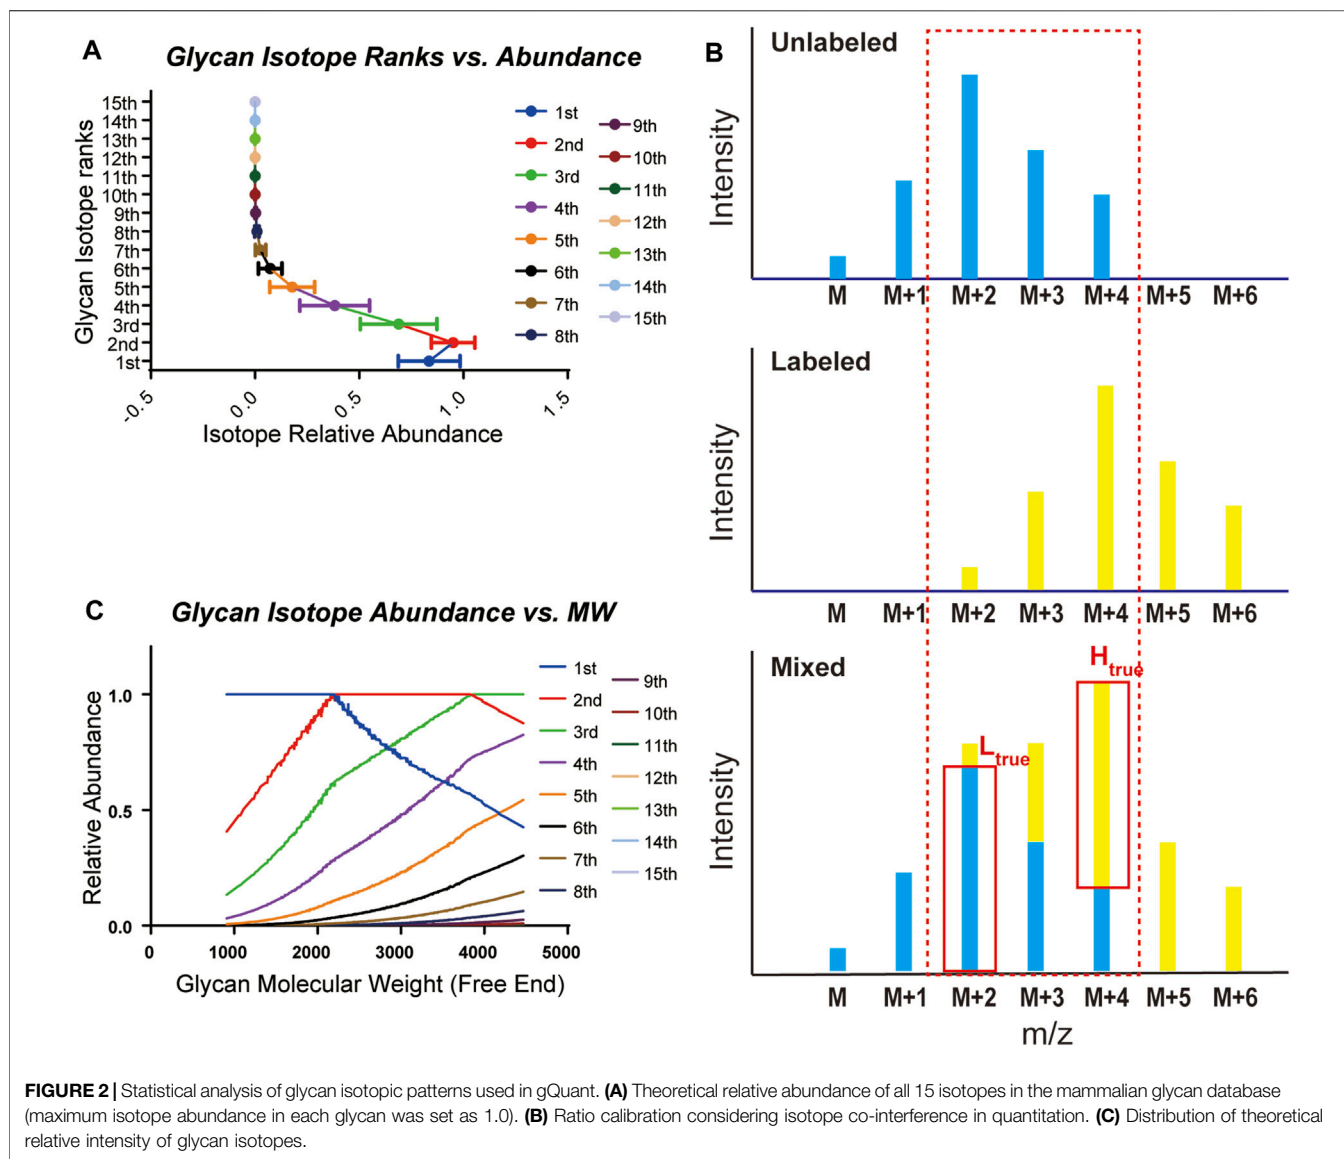 A
Glycan Isotope Ranks vs. Abundance
Glycan Isotope ranks
15th
14th
13th
12th
11th
10th
9th
8th
7th
6th
5th
4th
3rd
2nd
1st
-0.5
0.0
0.5
1.0
1.5
Isotope Relative Abundance
1st
2nd
3rd
4th
5th
6th
7th
8th
9th
10th
11th
12th
13th
14th
15th
B
Unlabeled
Intensity
M M+1 M+2 M+3 M+4 M+5 M+6
Labeled
Intensity
M M+1 M+2 M+3 M+4 M+5 M+6
Mixed
H true
L true
Intensity
M M+1 M+2 M+3 M+4 M+5 M+6
m/z
C
Glycan Isotope Abundance vs. MW
Relative Abundance
1.0
0.5
0.0
0 1000 2000 3000 4000 5000
Glycan Molecular Weight (Free End)
1st
2nd
3rd
4th
5th
6th
7th
8th
9th
10th
11th
12th
13th
14th
15th
FIGURE 2 | Statistical analysis of glycan isotopic patterns used in gQuant. (A) Theoretical relative abundance of all 15 isotopes in the mammalian glycan database
(maximum isotope abundance in each glycan was set as 1.0). (B) Ratio calibration considering isotope co-interference in quantitation. (C) Distribution of theoretical
relative intensity of glycan isotopes.